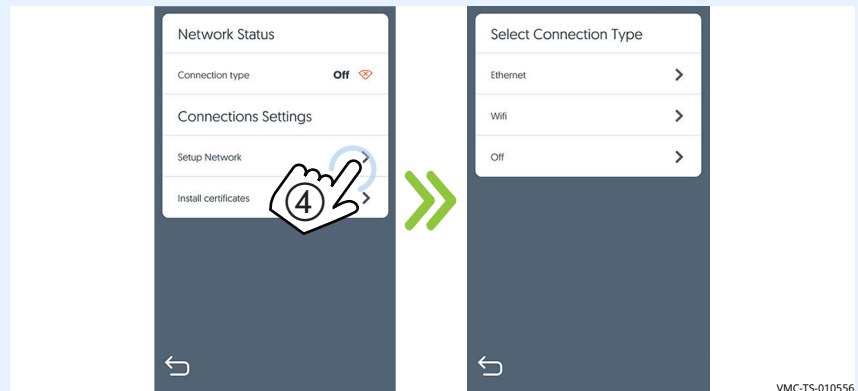 Network Status
Connection type Off
Connections Settings
Setup Network
Install certificates
4
Select Connection Type
Ethernet
Wifi
Off
VMC-TS-010556